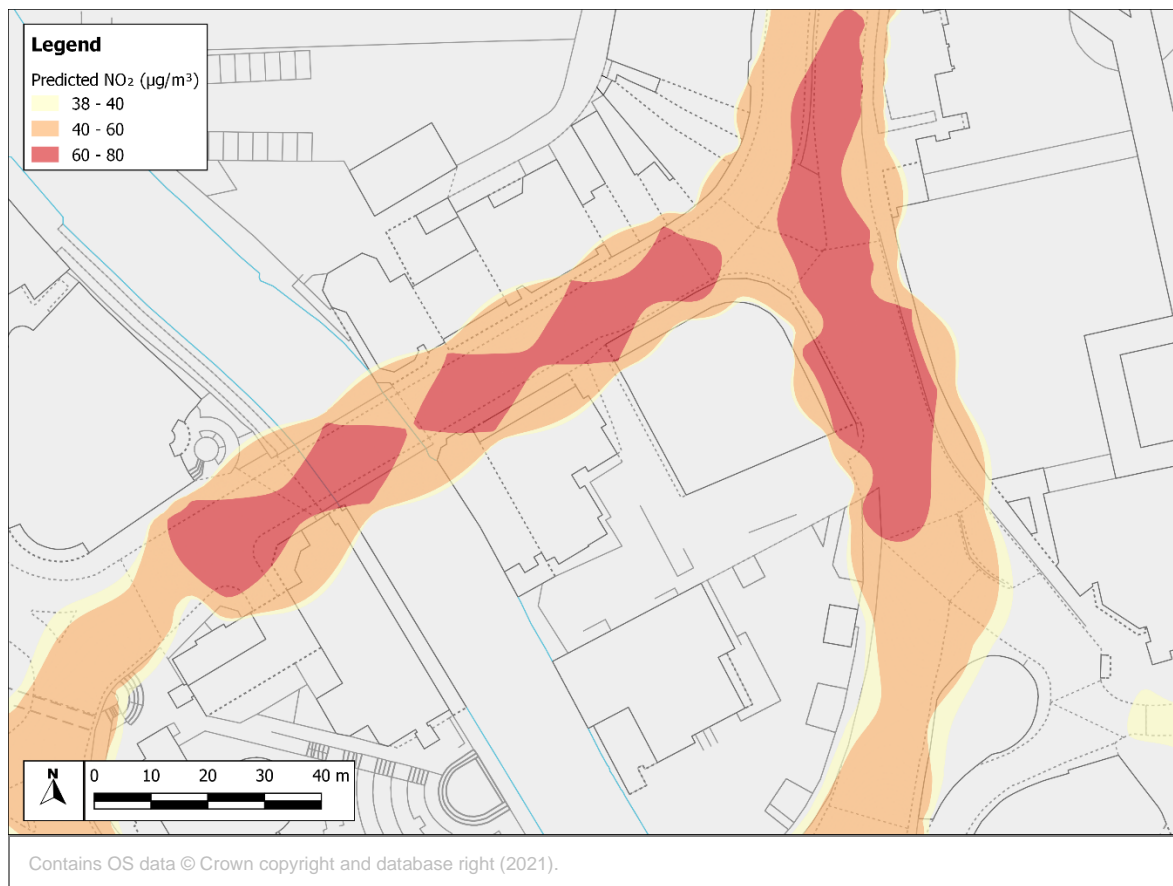 Legend
Predicted NO₂ (µg/m³)
38 - 40
40 - 60
60 - 80
N
0 10 20 30 40 m
Contains OS data © Crown copyright and database right (2021).